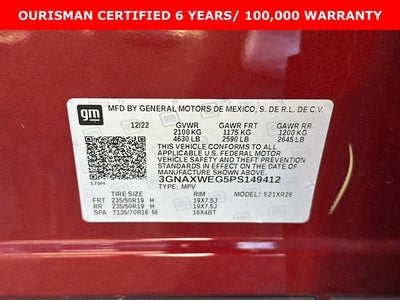 OURISMAN CERTIFIED 6 YEARS/ 100,000 WARRANTY
gm
MFD BY GENERAL MOTORS DE MEXICO, S. DE R.L. DE C.V.
12/22 GVWR GAWR FRT GAWR RR
2100 KG 1175 KG 1200 KG
4630 LB 2590 LB 2645 LB
THIS VEHICLE CONFORMS TO ALL APPLICABLE U.S. FEDERAL MOTOR
VEHICLE SAFETY, BUMPER, AND THEFT PREVENTION STANDARDS
IN EFFECT ON THE DATE OF MANUFACTURE SHOWN ABOVE.
3GNAXWEG5PS149412
178H TYPE: MPV MODEL: S21XR26
TIRE SIZE RIM
FRT 235/50R19 H 19X7.5J
RR 235/50R19 H 19X7.5J
SPA T135/70R16 M 16X4BT